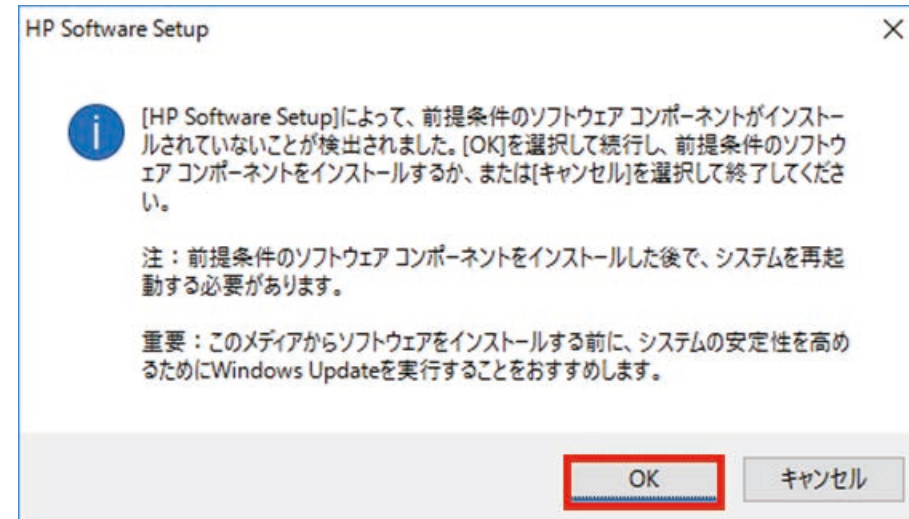 HP Software Setup
[HP Software Setup]によって、前提条件のソフトウェア コンポーネントがインストー
ルされていないことが検出されました。[OK]を選択して続行し、前提条件のソフトウ
ェア コンポーネントをインストールするか、または[キャンセル]を選択して終了してくださ
い。
注：前提条件のソフトウェア コンポーネントをインストールした後で、システムを再起
動する必要があります。
重要：このメディアからソフトウェアをインストールする前に、システムの安定性を高め
るためにWindows Updateを実行することをおすすめします。
OK
キャンセル